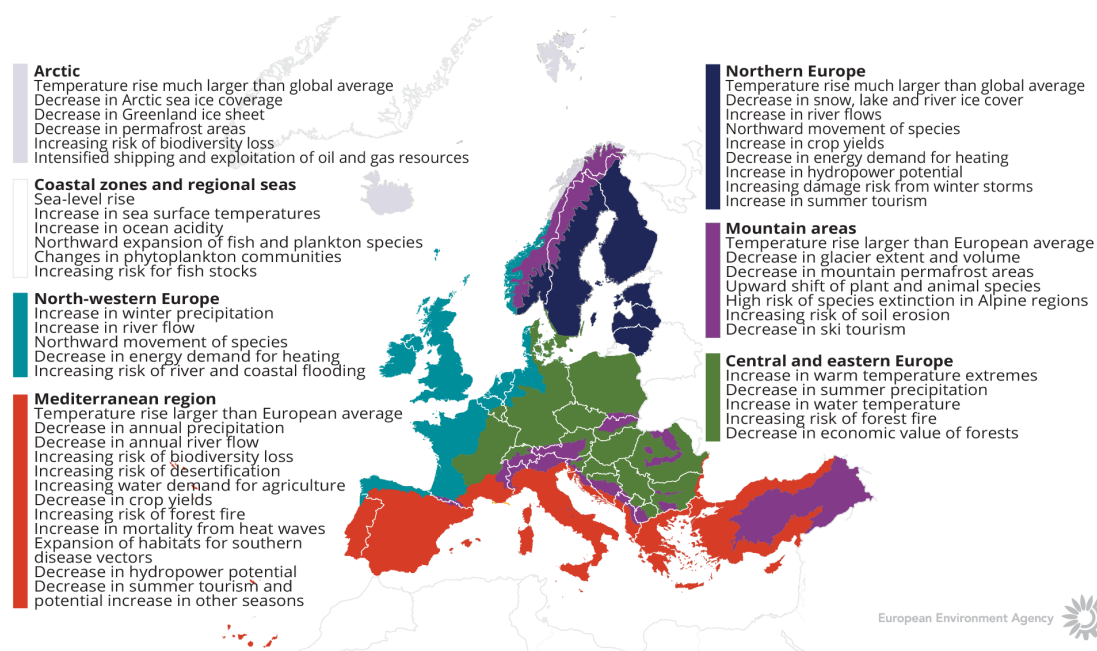 Arctic
Temperature rise much larger than global average
Decrease in Arctic sea ice coverage
Decrease in Greenland ice sheet
Decrease in permafrost areas
Increasing risk of biodiversity loss
Intensified shipping and exploitation of oil and gas resources
Coastal zones and regional seas
Sea-level rise
Increase in sea surface temperatures
Increase in ocean acidity
Northward expansion of fish and plankton species
Changes in phytoplankton communities
Increasing risk for fish stocks
North-western Europe
Increase in winter precipitation
Increase in river flow
Northward movement of species
Decrease in energy demand for heating
Increasing risk of river and coastal flooding
Mediterranean region
Temperature rise larger than European average
Decrease in annual precipitation
Decrease in annual river flow
Increasing risk of biodiversity loss
Increasing risk of desertification
Increasing water demand for agriculture
Decrease in crop yields
Increasing risk of forest fire
Increase in mortality from heat waves
Expansion of habitats for southern
disease vectors
Decrease in hydropower potential
Decrease in summer tourism and
potential increase in other seasons
Northern Europe
Temperature rise much larger than global average
Decrease in snow, lake and river ice cover
Increase in river flows
Northward movement of species
Increase in crop yields
Decrease in energy demand for heating
Increase in hydropower potential
Increasing damage risk from winter storms
Increase in summer tourism
Mountain areas
Temperature rise larger than European average
Decrease in glacier extent and volume
Decrease in mountain permafrost areas
Upward shift of plant and animal species
High risk of species extinction in Alpine regions
Increasing risk of soil erosion
Decrease in ski tourism
Central and eastern Europe
Increase in warm temperature extremes
Decrease in summer precipitation
Increase in water temperature
Increasing risk of forest fire
Decrease in economic value of forests
European Environment Agency